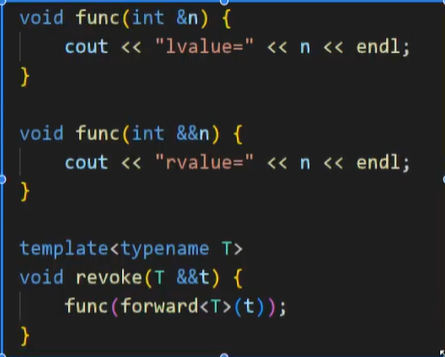 void func(int &n) {
    cout << "lvalue=" << n << endl;
}
void func(int &&n) {
    cout << "rvalue=" << n << endl;
}
template<typename T>
void revoke(T &&t) {
    func(forward<T>(t));
}